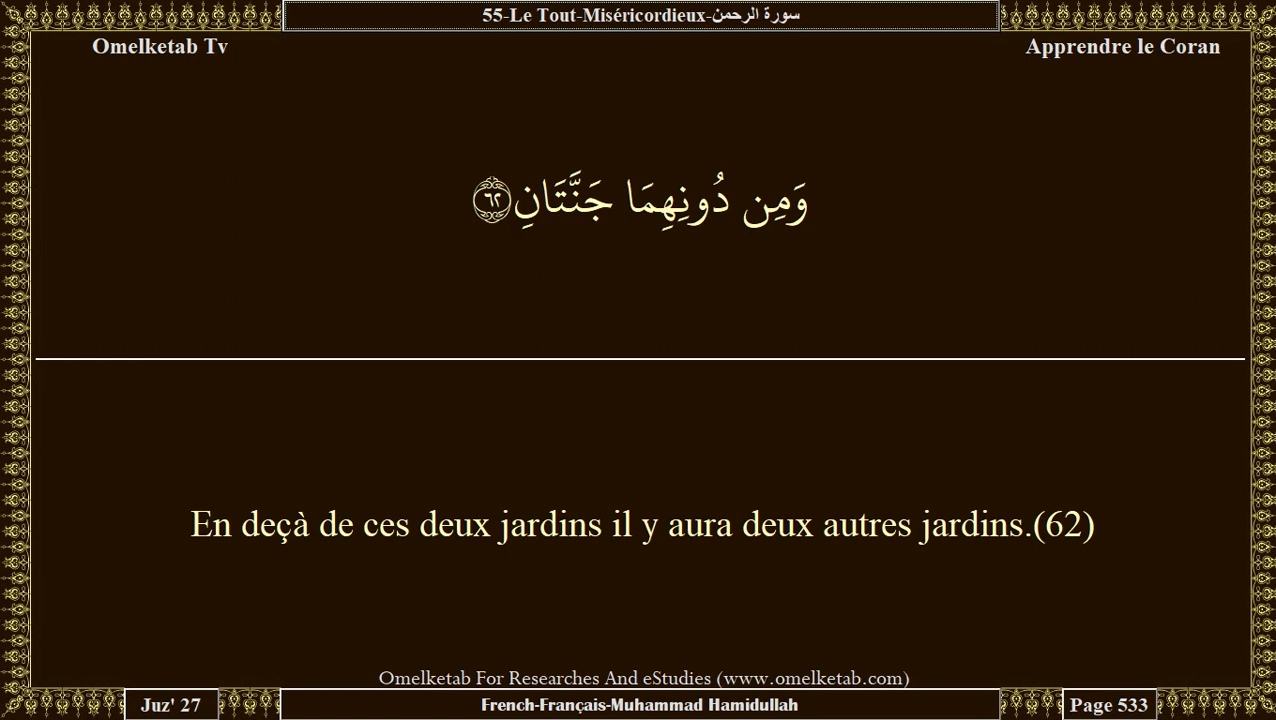 55-Le Tout-Miséricordieux-سورة الرحمن
Omelketab Tv
Apprendre le Coran
وَمِن دُونِهِمَا جَنَّتَانِ ٦٢
En deçà de ces deux jardins il y aura deux autres jardins.(62)
Omelketab For Researches And eStudies (www.omelketab.com)
Juz' 27
French-Français-Muhammad Hamidullah
Page 533